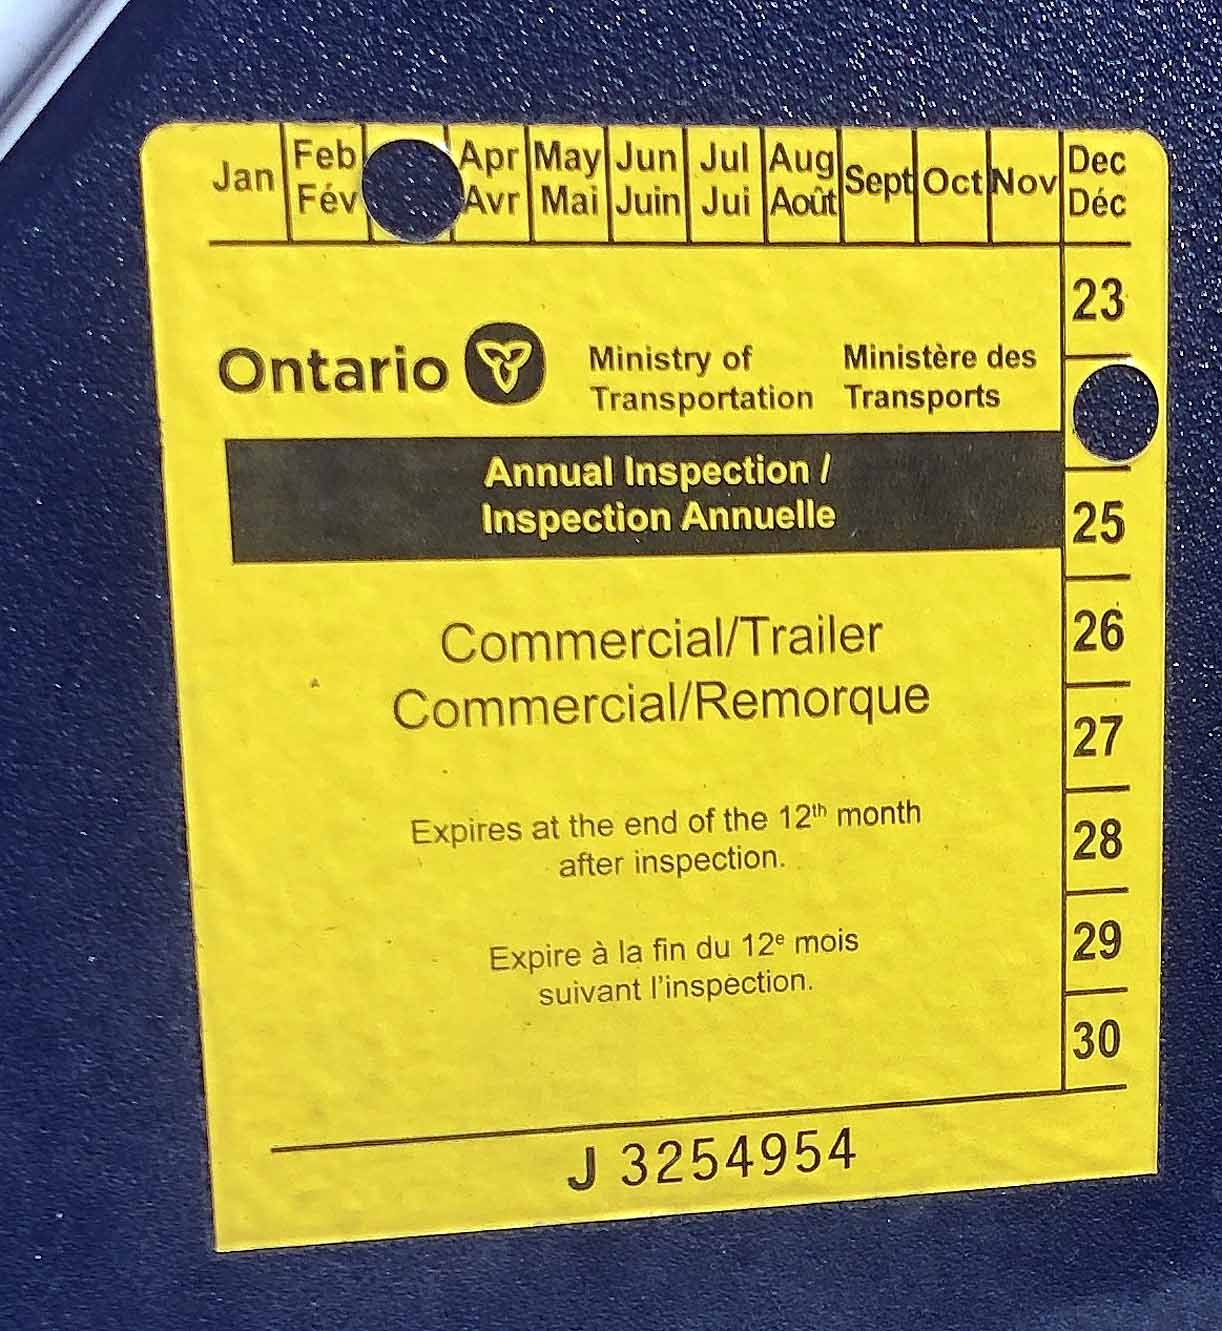 Jan Feb Fév Apr Avr May Mai Jun Juin Jul Jui Aug Août Sept Oct Nov Dec Déc
23
Ontario
Ministry of
Transportation
Ministère des
Transports
Annual Inspection /
Inspection Annuelle
25
Commercial/Trailer
Commercial/Remorque
26
27
Expires at the end of the 12th month
after inspection.
28
Expire à la fin du 12e mois
suivant l'inspection.
29
30
J 3254954